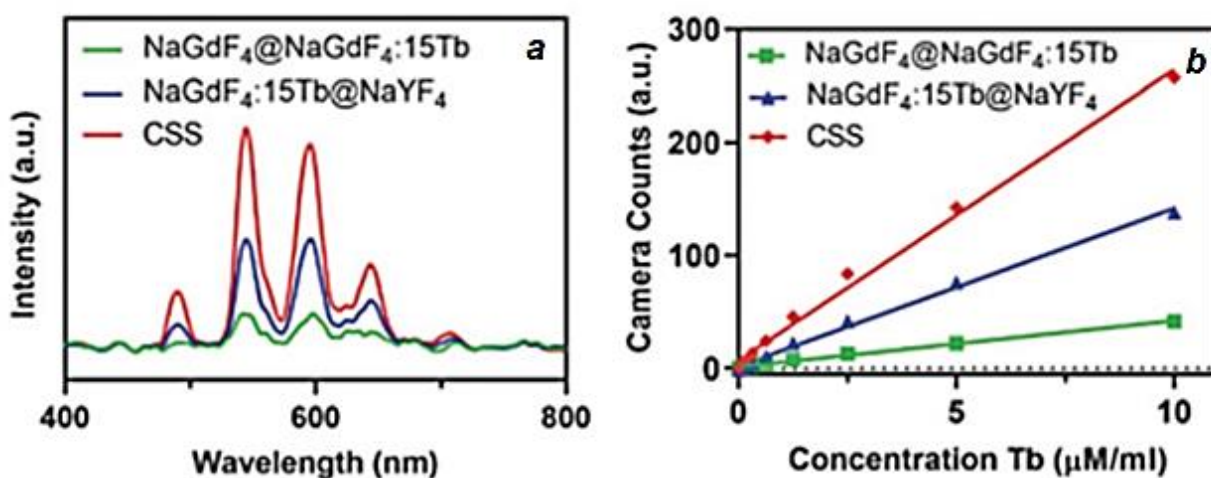 NaGdF₄@NaGdF₄:15Tb
a
NaGdF₄:15Tb@NaYF₄
CSS
Intensity (a.u.)
400
600
800
Wavelength (nm)
300
NaGdF₄@NaGdF₄:15Tb
b
NaGdF₄:15Tb@NaYF₄
CSS
200
100
0
Camera Counts (a.u.)
0
5
10
Concentration Tb (μM/ml)